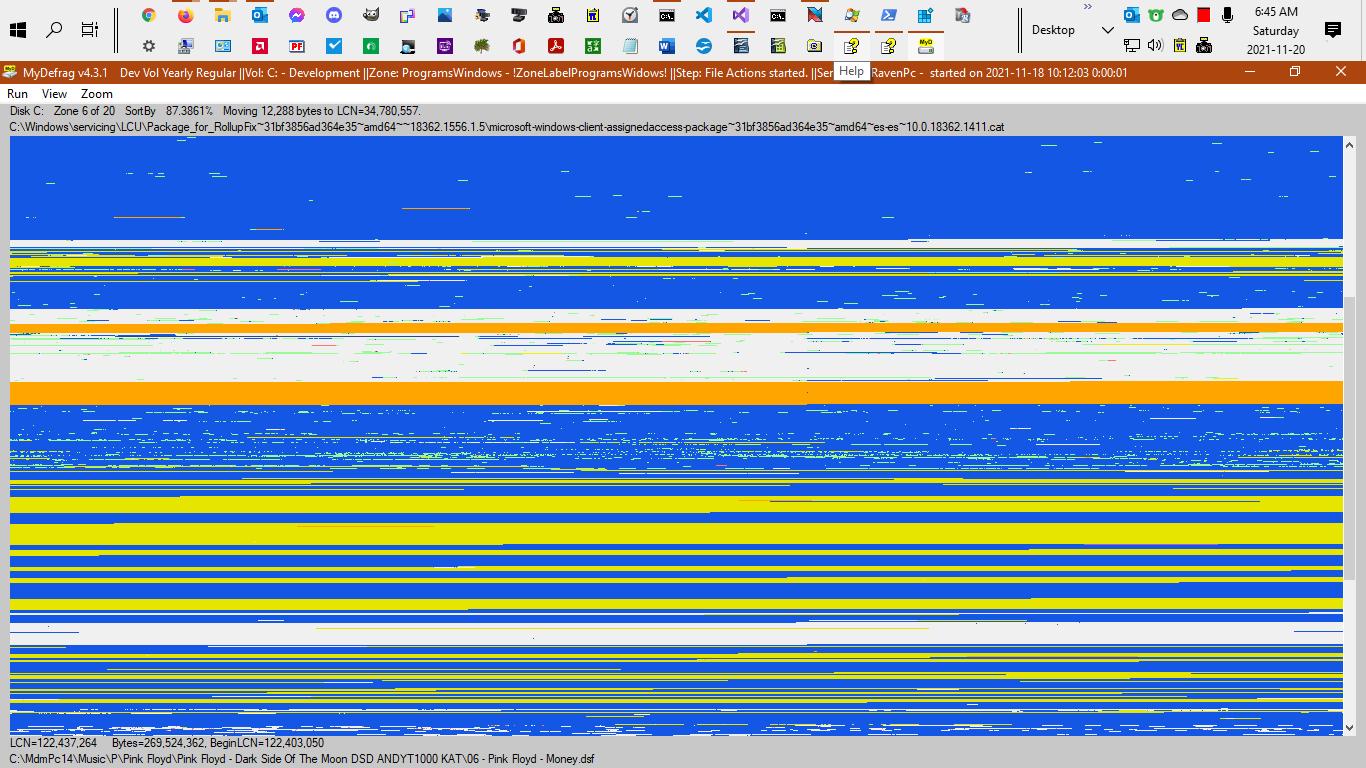 6:45 AM
Desktop
Saturday
2021-11-20
MyDefrag v4.3.1 Dev Vol Yearly Regular ||Vol: C: - Development ||Zone: ProgramsWindows - !ZoneLabelProgramsWidows! ||Step: File Actions started. ||Ser RavenPc - started on 2021-11-18 10:12:03 0:00:01
Help
Run View Zoom
Disk C: Zone 6 of 20 SortBy 87.3861% Moving 12,288 bytes to LCN=34,780,557.
C:\Windows\servicing\LCU\Package_for_RollupFix~31bf3856ad364e35~amd64~~18362.1556.1.5\microsoft-windows-client-assignedaccess-package~31bf3856ad364e35~amd64~es-es~10.0.18362.1411.cat
LCN=122,437,264 Bytes=269,524,362, BeginLCN=122,403,050
C:\MdmPc14\Music\P\Pink Floyd\Pink Floyd - Dark Side Of The Moon DSD ANDYT1000 KAT\06 - Pink Floyd - Money.dsf